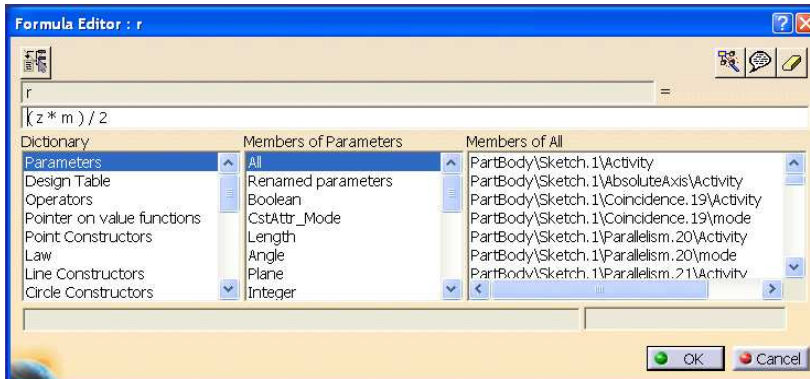 Formula Editor : r
r =
( z * m ) / 2
Dictionary Members of Parameters Members of All
Parameters All PartBody\Sketch.1\Activity
Design Table Renamed parameters PartBody\Sketch.1\AbsoluteAxis\Activity
Operators Boolean PartBody\Sketch.1\Coincidence.19\Activity
Pointer on value functions CstAttr_Mode PartBody\Sketch.1\Coincidence.19\mode
Point Constructors Length PartBody\Sketch.1\Parallelism.20\Activity
Law Angle PartBody\Sketch.1\Parallelism.20\mode
Line Constructors Plane PartBody\Sketch.1\Parallelism.21\Activity
Circle Constructors Integer
OK Cancel